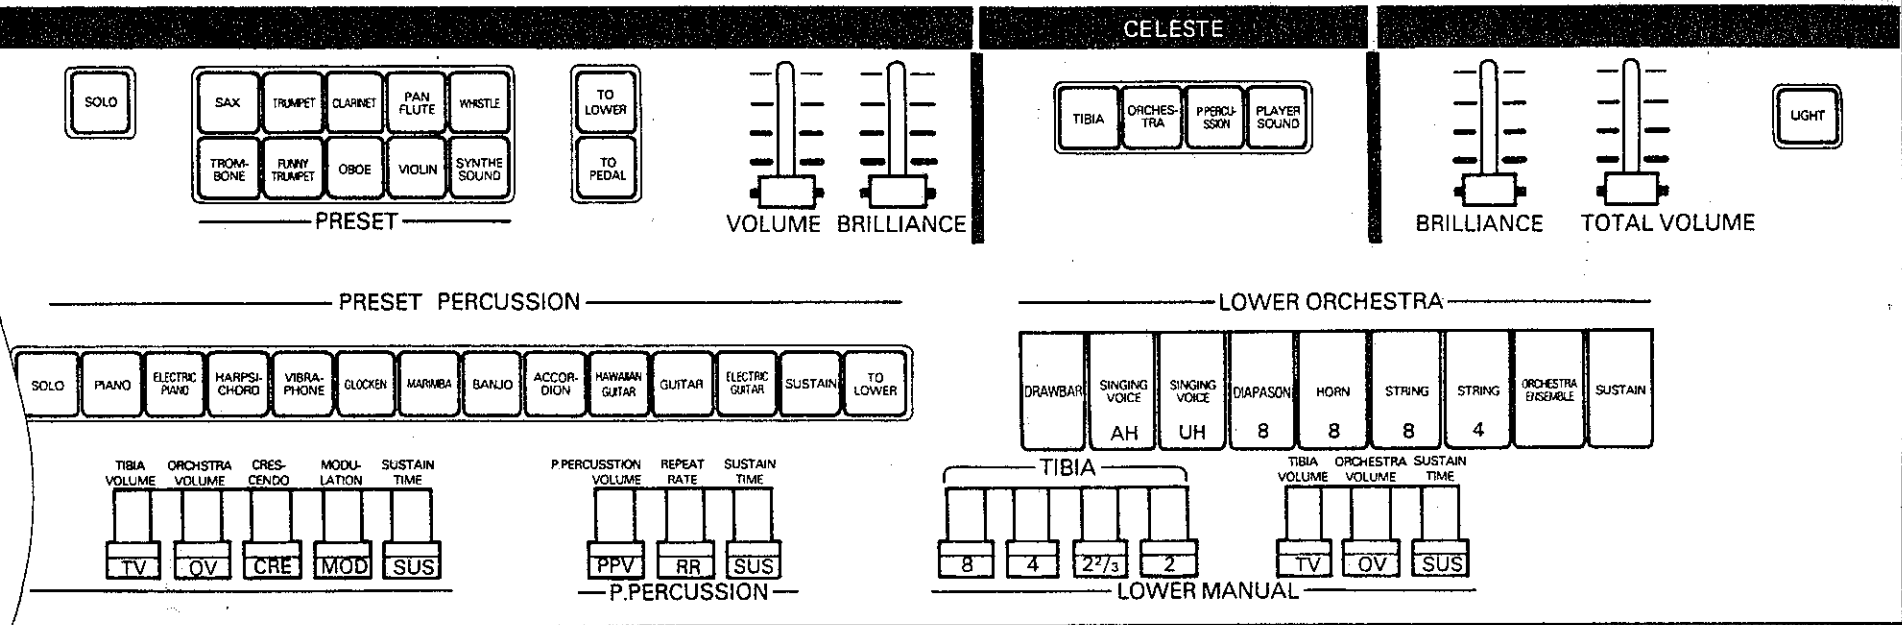 CELESTE
SOLO
SAX
TRUMPET
CLARINET
PAN
FLUTE
WHISTLE
TROM-
BONE
FUNNY
TRUMPET
OBOE
VIOLIN
SYNTHE
SOUND
PRESET
TO
LOWER
TO
PEDAL
VOLUME
BRILLIANCE
TIBIA
ORCHES-
TRA
P.PERCU-
SSION
PLAYER
SOUND
BRILLIANCE
TOTAL VOLUME
LIGHT
PRESET PERCUSSION
SOLO
PIANO
ELECTRIC
PIANO
HARPSI-
CHORD
VIBRA-
PHONE
GLOCKEN
MARIMBA
BANJO
ACCOR-
DION
HAWAIIAN
GUITAR
GUITAR
ELECTRIC
GUITAR
SUSTAIN
TO
LOWER
LOWER ORCHESTRA
DRAWBAR
SINGING
VOICE
AH
SINGING
VOICE
UH
DIAPASON
8
HORN
8
STRING
8
STRING
4
ORCHESTRA
ENSEMBLE
SUSTAIN
TIBIA
VOLUME
ORCHSTRA
VOLUME
CRES-
CENDO
MODU-
LATION
SUSTAIN
TIME
TV
OV
CRE
MOD
SUS
P.PERCUSSTION
VOLUME
REPEAT
RATE
SUSTAIN
TIME
PPV
RR
SUS
P.PERCUSSION
TIBIA
8
4
2²/₃
2
TIBIA
VOLUME
ORCHESTRA
VOLUME
SUSTAIN
TIME
TV
OV
SUS
LOWER MANUAL